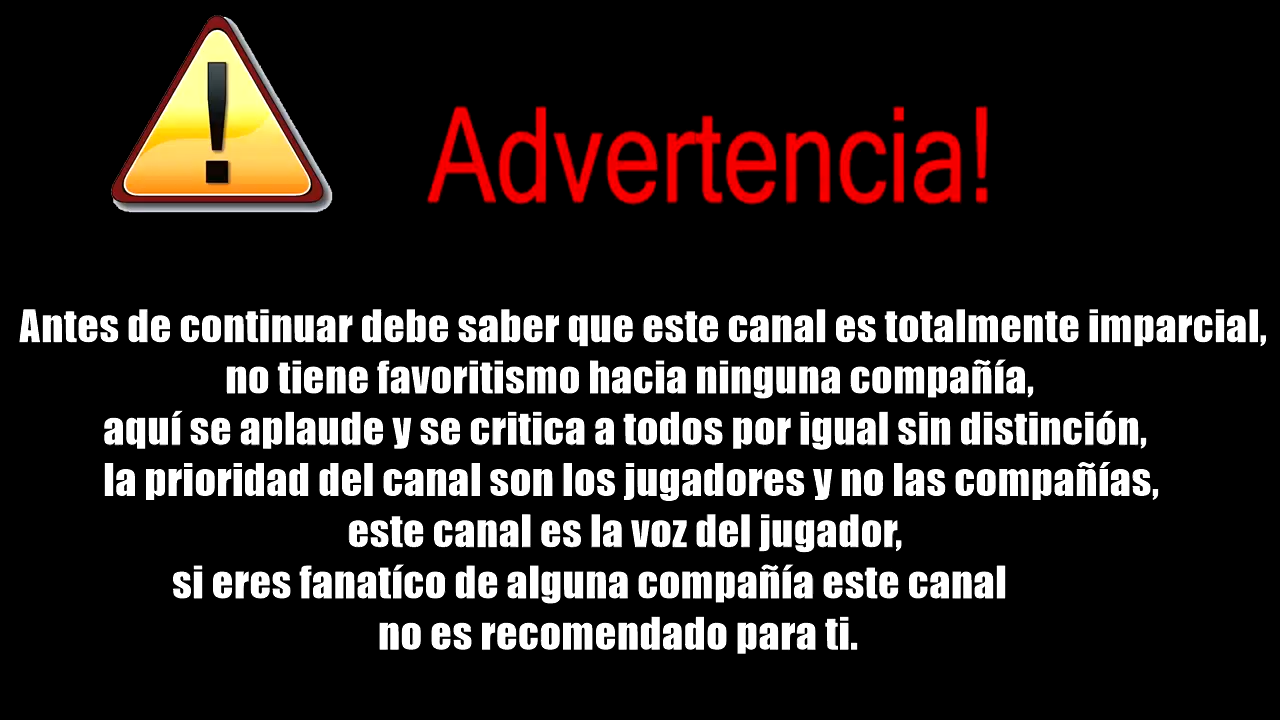 Advertencia!
Antes de continuar debe saber que este canal es totalmente imparcial,
no tiene favoritismo hacia ninguna compañía,
aquí se aplaude y se critica a todos por igual sin distinción,
la prioridad del canal son los jugadores y no las compañías,
este canal es la voz del jugador,
si eres fanatíco de alguna compañía este canal
no es recomendado para ti.